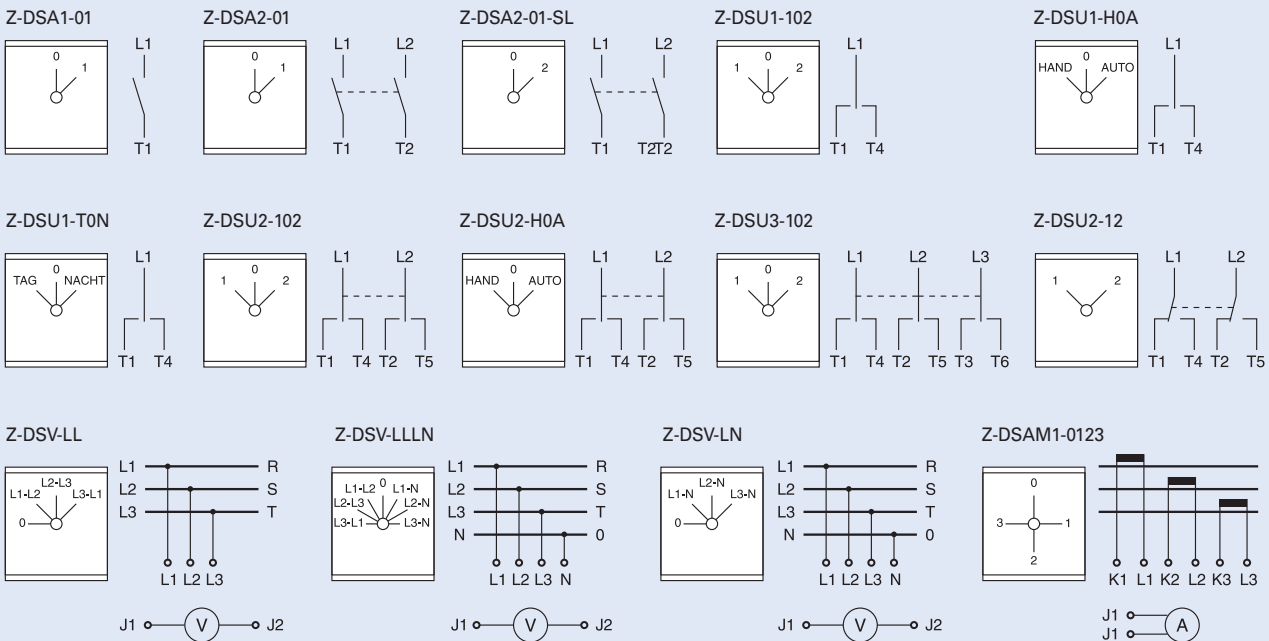 Z-DSA1-01 Z-DSA2-01 Z-DSA2-01-SL Z-DSU1-102 Z-DSU1-H0A
L1 L1 L2 L1 L2 L1 L1
0 1 0 1 0 2 1 0 2 HAND 0 AUTO
T1 T1 T2 T1 T2T2 T1 T4 T1 T4
Z-DSU1-T0N Z-DSU2-102 Z-DSU2-H0A Z-DSU3-102 Z-DSU2-12
L1 L1 L2 L1 L2 L1 L2 L3 L1 L2
TAG 0 NACHT 1 0 2 HAND 0 AUTO 1 0 2 1 2
T1 T4 T1 T4 T2 T5 T1 T4 T2 T5 T1 T4 T2 T5 T3 T6 T1 T4 T2 T5
Z-DSV-LL Z-DSV-LLLN Z-DSV-LN Z-DSAM1-0123
L1 R L1 R L1 R
L2-L3 0 L2-N 0
L1-L2 L3-L1 L2 S L1-L2 L1-N L2 S L1-N L3-N L2 S
L2-L3 L2-N
0 L3 T L3-L1 L3-N L3 T 0 L3 T 3 1
N 0 N 0 2
L1 L2 L3 L1 L2 L3 N L1 L2 L3 N K1 L1 K2 L2 K3 L3
J1 V J2 J1 V J2 J1 V J2 J1 A
J1